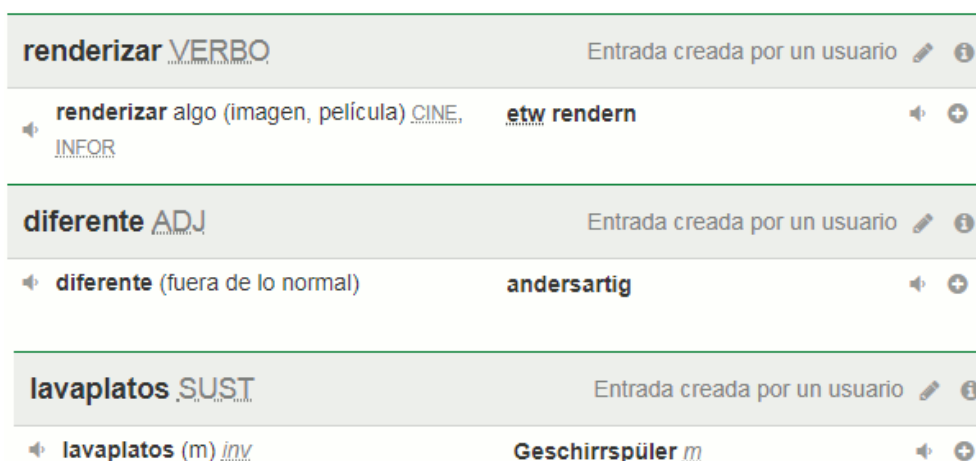 renderizar VERBO Entrada creada por un usuario
renderizar algo (imagen, película) CINE, etw rendern
INFOR
diferente ADJ Entrada creada por un usuario
diferente (fuera de lo normal) andersartig
lavaplatos SUST Entrada creada por un usuario
lavaplatos (m) inv Geschirrspüler m